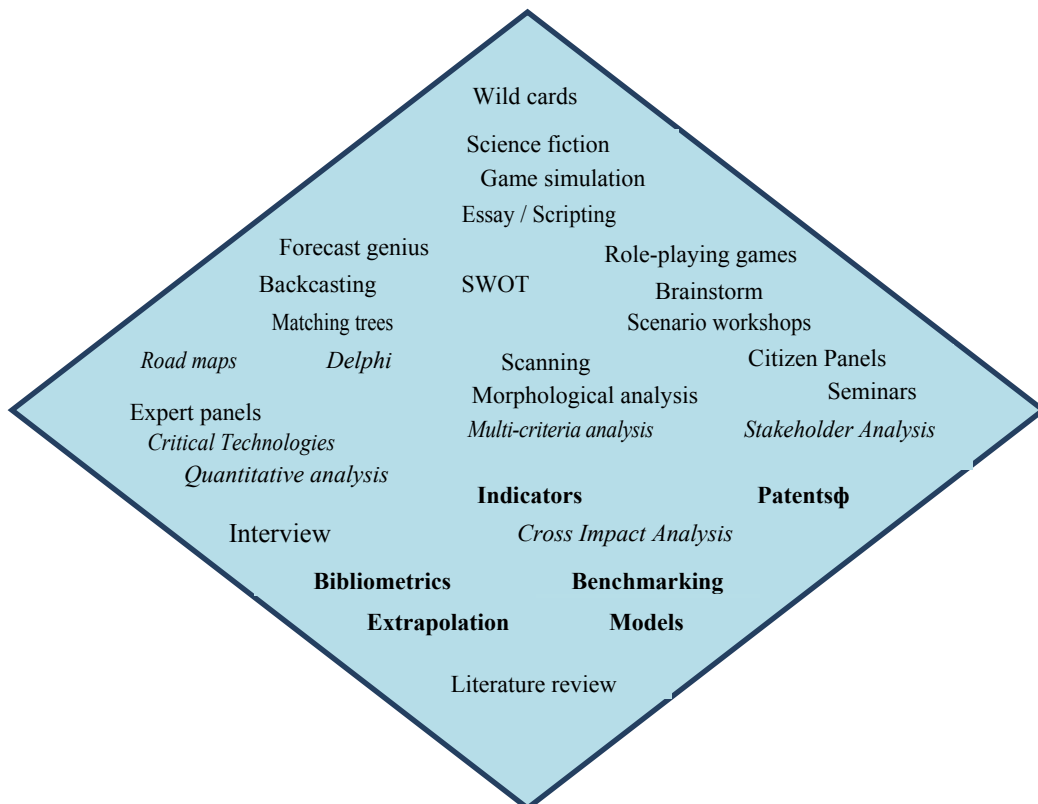 Wild cards
Science fiction
Game simulation
Essay / Scripting
Forecast genius
Role-playing games
Backcasting
SWOT
Brainstorm
Matching trees
Scenario workshops
Road maps
Delphi
Scanning
Citizen Panels
Morphological analysis
Seminars
Expert panels
Critical Technologies
Multi-criteria analysis
Stakeholder Analysis
Quantitative analysis
Indicators
Patentsф
Interview
Cross Impact Analysis
Bibliometrics
Benchmarking
Extrapolation
Models
Literature review